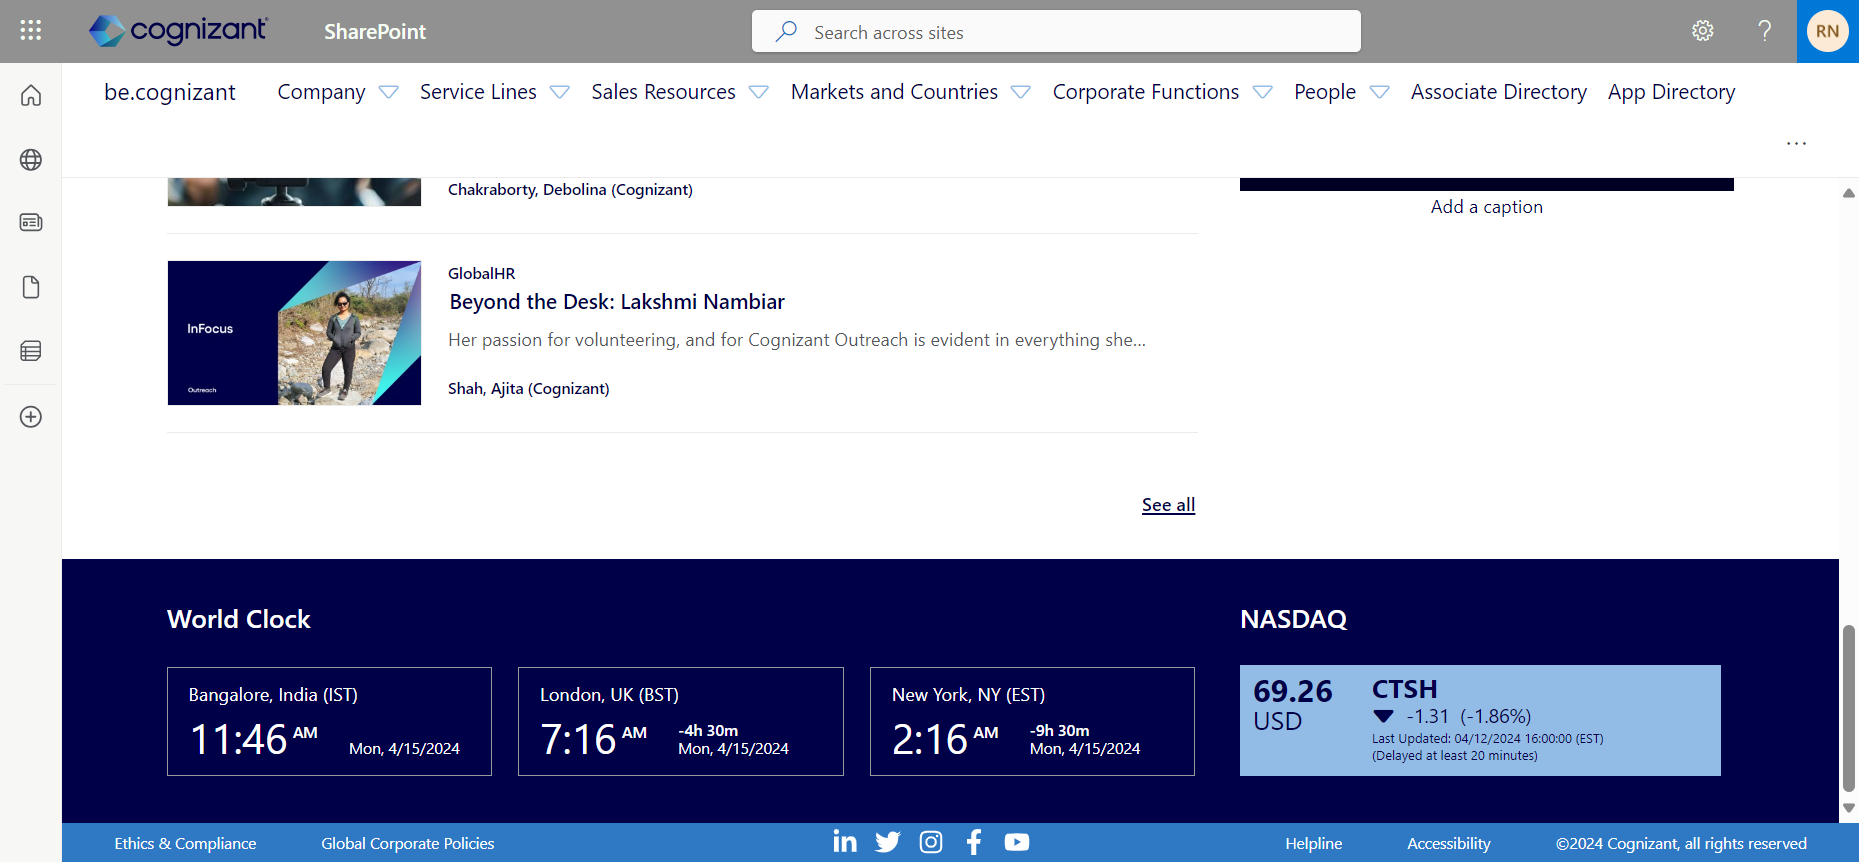 cognizant
SharePoint
Search across sites
RN
be.cognizant
Company
Service Lines
Sales Resources
Markets and Countries
Corporate Functions
People
Associate Directory
App Directory
...
Chakraborty, Debolina (Cognizant)
Add a caption
InFocus
Outreach
GlobalHR
Beyond the Desk: Lakshmi Nambiar
Her passion for volunteering, and for Cognizant Outreach is evident in everything she...
Shah, Ajita (Cognizant)
See all
World Clock
Bangalore, India (IST)
11:46 AM
Mon, 4/15/2024
London, UK (BST)
7:16 AM
-4h 30m
Mon, 4/15/2024
New York, NY (EST)
2:16 AM
-9h 30m
Mon, 4/15/2024
NASDAQ
69.26
USD
CTSH
-1.31 (-1.86%)
Last Updated: 04/12/2024 16:00:00 (EST)
(Delayed at least 20 minutes)
Ethics & Compliance
Global Corporate Policies
Helpline
Accessibility
©2024 Cognizant, all rights reserved